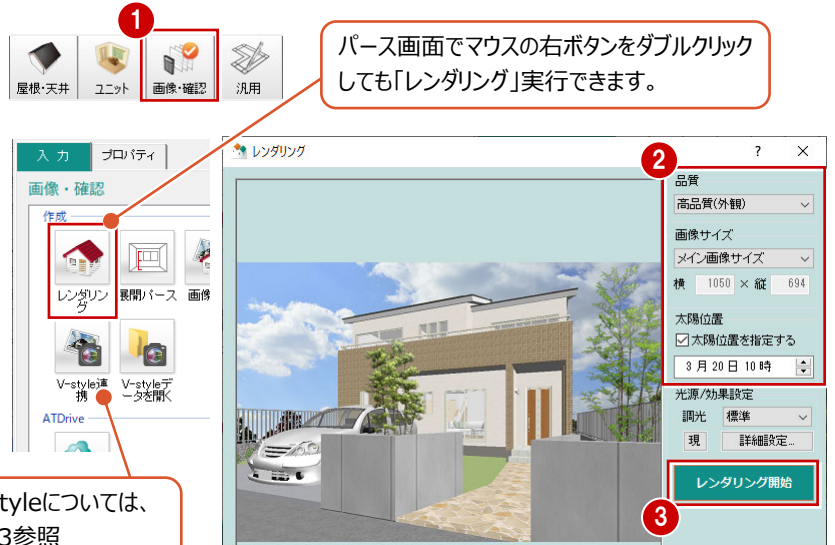 1
屋根・天井
ユニット
画像・確認
汎用
パース画面でマウスの右ボタンをダブルクリック
しても「レンダリング」実行できます。
入 力
プロパティ
画像・確認
作成
レンダリン
グ
展開パース
画像
V-style連
携
V-styleデ
ータを開く
ATDrive
tyleについては、
3参照
レンダリング
?
×
2
品質
高品質(外観)
画像サイズ
メイン画像サイズ
横 1050 × 縦 694
太陽位置
太陽位置を指定する
3 月 20 日 10 時
光源/効果設定
調光 標準
現 詳細設定...
レンダリング開始
3